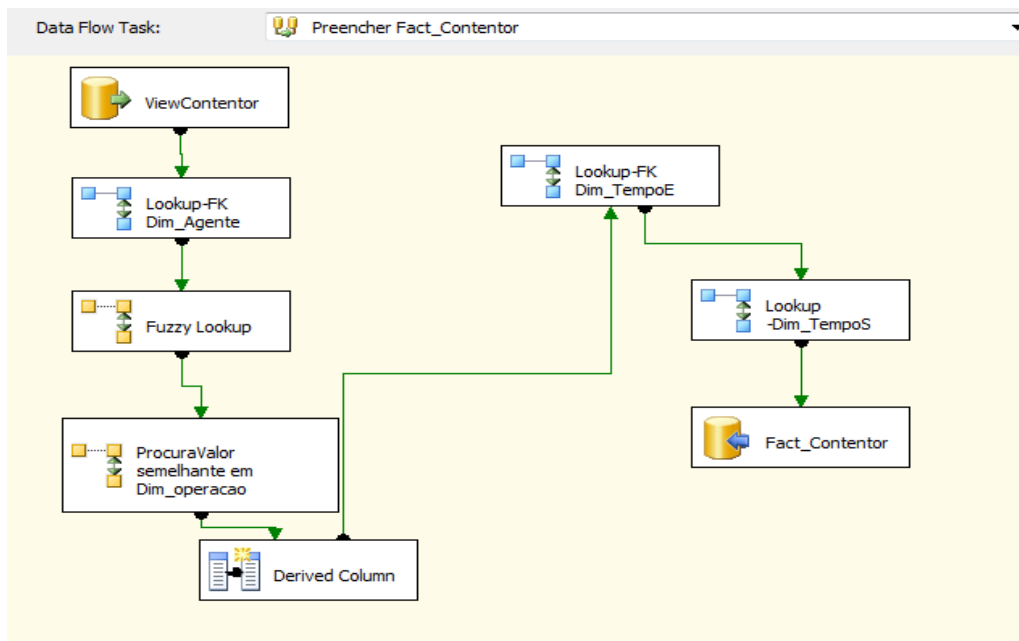 Data Flow Task:
Preencher Fact_Contentor
ViewContentor
Lookup-FK
Dim_Agente
Fuzzy Lookup
ProcuraValor
semelhante em
Dim_operacao
Derived Column
Lookup-FK
Dim_TempoE
Lookup
-Dim_TempoS
Fact_Contentor